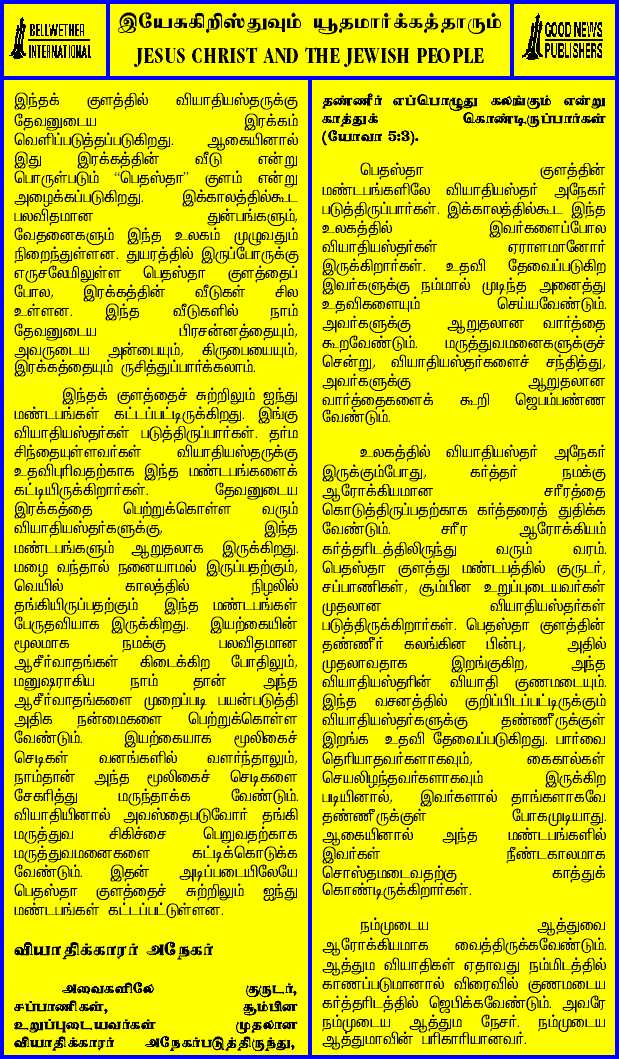 BELLWETHER
INTERNATIONAL
இயேசுகிறிஸ்துவும் யூதமார்க்கத்தாரும்
JESUS CHRIST AND THE JEWISH PEOPLE
GOOD NEWS
PUBLISHERS
இந்தக் குளத்தில் வியாதியஸ்தருக்கு
தேவனுடைய இரக்கம்
வெளிப்படுத்தப்படுகிறது. ஆகையினால்
இது இரக்கத்தின் வீடு என்று
பொருள்படும் “பெதஸ்தா” குளம் என்று
அழைக்கப்படுகிறது. இக்காலத்தில்கூட
பலவிதமான துன்பங்களும்,
வேதனைகளும் இந்த உலகம் முழுவதும்
நிறைந்துள்ளன. துயரத்தில் இருப்போருக்கு
எருசலேமிலுள்ள பெதஸ்தா குளத்தைப்
போல, இரக்கத்தின் வீடுகள் சில
உள்ளன. இந்த வீடுகளில் நாம்
தேவனுடைய பிரசன்னத்தையும்,
அவருடைய அன்பையும், கிருபையையும்,
இரக்கத்தையும் ருசித்துப்பார்க்கலாம்.
இந்தக் குளத்தைச் சுற்றிலும் ஐந்து
மண்டபங்கள் கட்டப்பட்டிருக்கிறது. இங்கு
வியாதியஸ்தர்கள் படுத்திருப்பார்கள். தர்ம
சிந்தையுள்ளவர்கள் வியாதியஸ்தருக்கு
உதவிபுரிவதற்காக இந்த மண்டபங்களைக்
கட்டியிருக்கிறார்கள். தேவனுடைய
இரக்கத்தை பெற்றுக்கொள்ள வரும்
வியாதியஸ்தர்களுக்கு, இந்த
மண்டபங்களும் ஆறுதலாக இருக்கிறது.
மழை வந்தால் நனையாமல் இருப்பதற்கும்,
வெயில் காலத்தில் நிழலில்
தங்கியிருப்பதற்கும் இந்த மண்டபங்கள்
பேருதவியாக இருக்கிறது. இயற்கையின்
மூலமாக நமக்கு பலவிதமான
ஆசீர்வாதங்கள் கிடைக்கிற போதிலும்,
மனுஷராகிய நாம் தான் அந்த
ஆசீர்வாதங்களை முறைப்படி பயன்படுத்தி
அதிக நன்மைகளை பெற்றுக்கொள்ள
வேண்டும். இயற்கையாக மூலிகைச்
செடிகள் வனங்களில் வளர்ந்தாலும்,
நாம்தான் அந்த மூலிகைச் செடிகளை
சேகரித்து மருந்தாக்க வேண்டும்.
வியாதியினால் அவஸ்தைபடுவோர் தங்கி
மருத்துவ சிகிச்சை பெறுவதற்காக
மருத்துவமனைகளை கட்டிக்கொடுக்க
வேண்டும். இதன் அடிப்படையிலேயே
பெதஸ்தா குளத்தைச் சுற்றிலும் ஐந்து
மண்டபங்கள் கட்டப்பட்டுள்ளன.
வியாதிக்காரர் அநேகர்
அவைகளிலே குருடர்,
சப்பாணிகள், சூம்பின
உறுப்புடையவர்கள் முதலான
வியாதிக்காரர் அநேகர்படுத்திருந்து,
தண்ணீர் எப்பொழுது கலங்கும் என்று
காத்துக் கொண்டிருப்பார்கள்
(யோவா 5:3).
பெதஸ்தா குளத்தின்
மண்டபங்களிலே வியாதியஸ்தர் அநேகர்
படுத்திருப்பார்கள். இக்காலத்தில்கூட இந்த
உலகத்தில் இவர்களைப்போல
வியாதியஸ்தர்கள் ஏராளமானோர்
இருக்கிறார்கள். உதவி தேவைப்படுகிற
இவர்களுக்கு நம்மால் முடிந்த அனைத்து
உதவிகளையும் செய்யவேண்டும்.
அவர்களுக்கு ஆறுதலான வார்த்தை
கூறவேண்டும். மருத்துவமனைகளுக்குச்
சென்று, வியாதியஸ்தர்களைச் சந்தித்து,
அவர்களுக்கு ஆறுதலான
வார்த்தைகளைக் கூறி ஜெபம்பண்ண
வேண்டும்.
உலகத்தில் வியாதியஸ்தர் அநேகர்
இருக்கும்போது, கர்த்தர் நமக்கு
ஆரோக்கியமான சரீரத்தை
கொடுத்திருப்பதற்காக கர்த்தரைத் துதிக்க
வேண்டும். சரீர ஆரோக்கியம்
கர்த்தரிடத்திலிருந்து வரும் வரம்.
பெதஸ்தா குளத்து மண்டபத்தில் குருடர்,
சப்பாணிகள், சூம்பின உறுப்புடையவர்கள்
முதலான வியாதியஸ்தர்கள்
படுத்திருக்கிறார்கள். பெதஸ்தா குளத்தின்
தண்ணீர் கலங்கின பின்பு, அதில்
முதலாவதாக இறங்குகிற, அந்த
வியாதியஸ்தரின் வியாதி குணமடையும்.
இந்த வசனத்தில் குறிப்பிடப்பட்டிருக்கும்
வியாதியஸ்தர்களுக்கு தண்ணீருக்குள்
இறங்க உதவி தேவைப்படுகிறது. பார்வை
தெரியாதவர்களாகவும், கைகால்கள்
செயலிழந்தவர்களாகவும் இருக்கிற
படியினால், இவர்களால் தாங்களாகவே
தண்ணீருக்குள் போகமுடியாது.
ஆகையினால் அந்த மண்டபங்களில்
இவர்கள் நீண்டகாலமாக
சொஸ்தமடைவதற்கு காத்துக்
கொண்டிருக்கிறார்கள்.
நம்முடைய ஆத்துவை
ஆரோக்கியமாக வைத்திருக்கவேண்டும்.
ஆத்தும வியாதிகள் ஏதாவது நம்மிடத்தில்
காணப்படுமானால் விரைவில் குணமடைய
கர்த்தரிடத்தில் ஜெபிக்கவேண்டும். அவரே
நம்முடைய ஆத்தும நேசர். நம்முடைய
ஆத்துமாவின் பரிகாரியானவர்.